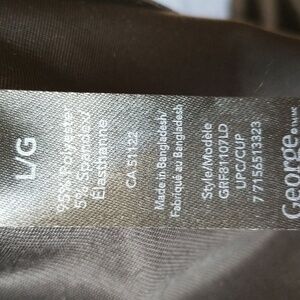 L/G
95% Polyester
5% Spandex/
Elasthanne
CA 51122
Made in Bangladesh/
Fabriqué au Bangladesh
Style/Modèle
GRF81107LD
UPC/CUP
7 7156513323
George